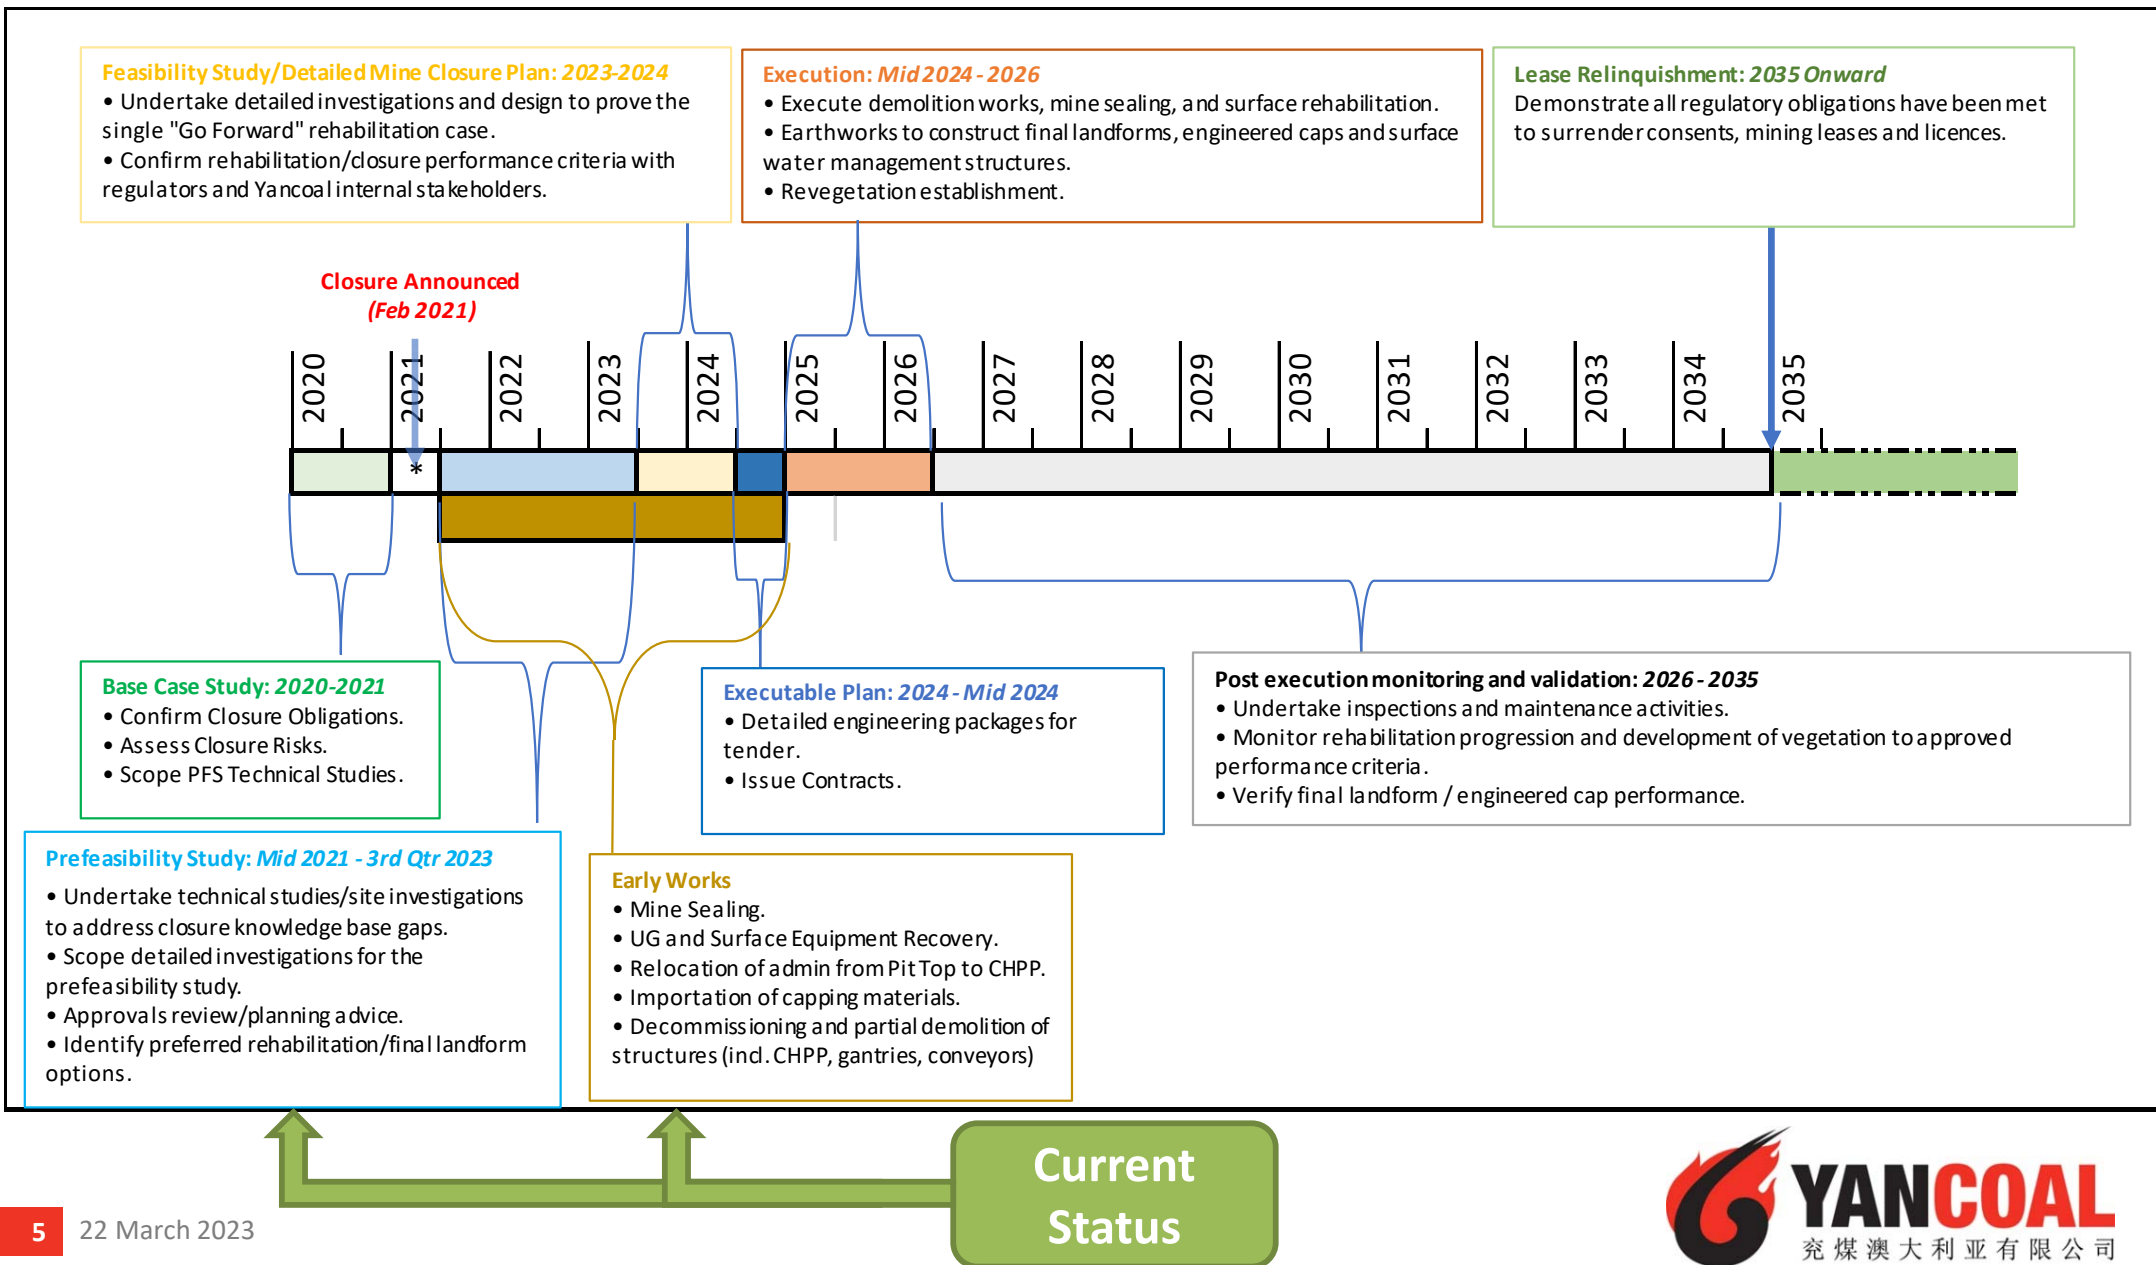 Feasibility Study/Detailed Mine Closure Plan: 2023-2024
• Undertake detailed investigations and design to prove the
single "Go Forward" rehabilitation case.
• Confirm rehabilitation/closure performance criteria with
regulators and Yancoal internal stakeholders.
Execution: Mid 2024 - 2026
• Execute demolition works, mine sealing, and surface rehabilitation.
• Earthworks to construct final landforms, engineered caps and surface
water management structures.
• Revegetation establishment.
Lease Relinquishment: 2035 Onward
Demonstrate all regulatory obligations have been met
to surrender consents, mining leases and licences.
Closure Announced
(Feb 2021)
2020
2021
2022
2023
2024
2025
2026
2027
2028
2029
2030
2031
2032
2033
2034
2035
*
Base Case Study: 2020-2021
• Confirm Closure Obligations.
• Assess Closure Risks.
• Scope PFS Technical Studies.
Executable Plan: 2024 - Mid 2024
• Detailed engineering packages for
tender.
• Issue Contracts.
Post execution monitoring and validation: 2026 - 2035
• Undertake inspections and maintenance activities.
• Monitor rehabilitation progression and development of vegetation to approved
performance criteria.
• Verify final landform / engineered cap performance.
Prefeasibility Study: Mid 2021 - 3rd Qtr 2023
• Undertake technical studies/site investigations
to address closure knowledge base gaps.
• Scope detailed investigations for the
prefeasibility study.
• Approvals review/planning advice.
• Identify preferred rehabilitation/final landform
options.
Early Works
• Mine Sealing.
• UG and Surface Equipment Recovery.
• Relocation of admin from Pit Top to CHPP.
• Importation of capping materials.
• Decommissioning and partial demolition of
structures (incl. CHPP, gantries, conveyors)
Current
Status
5
22 March 2023
YANCOAL
兖煤澳大利亚有限公司